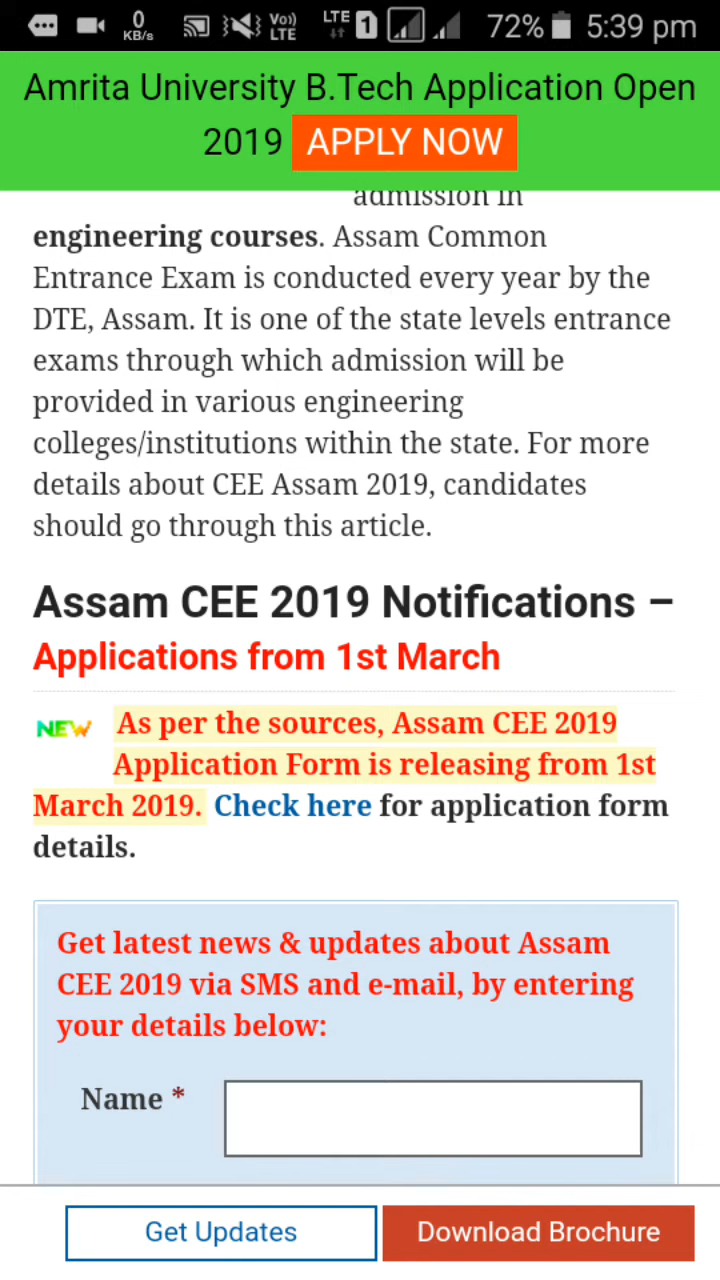 0
KB/s
Vo))
LTE
LTE
1
72%
5:39 pm
Amrita University B.Tech Application Open
2019 APPLY NOW
admission in
engineering courses. Assam Common
Entrance Exam is conducted every year by the
DTE, Assam. It is one of the state levels entrance
exams through which admission will be
provided in various engineering
colleges/institutions within the state. For more
details about CEE Assam 2019, candidates
should go through this article.
Assam CEE 2019 Notifications –
Applications from 1st March
NEW As per the sources, Assam CEE 2019
Application Form is releasing from 1st
March 2019. Check here for application form
details.
Get latest news & updates about Assam
CEE 2019 via SMS and e-mail, by entering
your details below:
Name *
Get Updates
Download Brochure